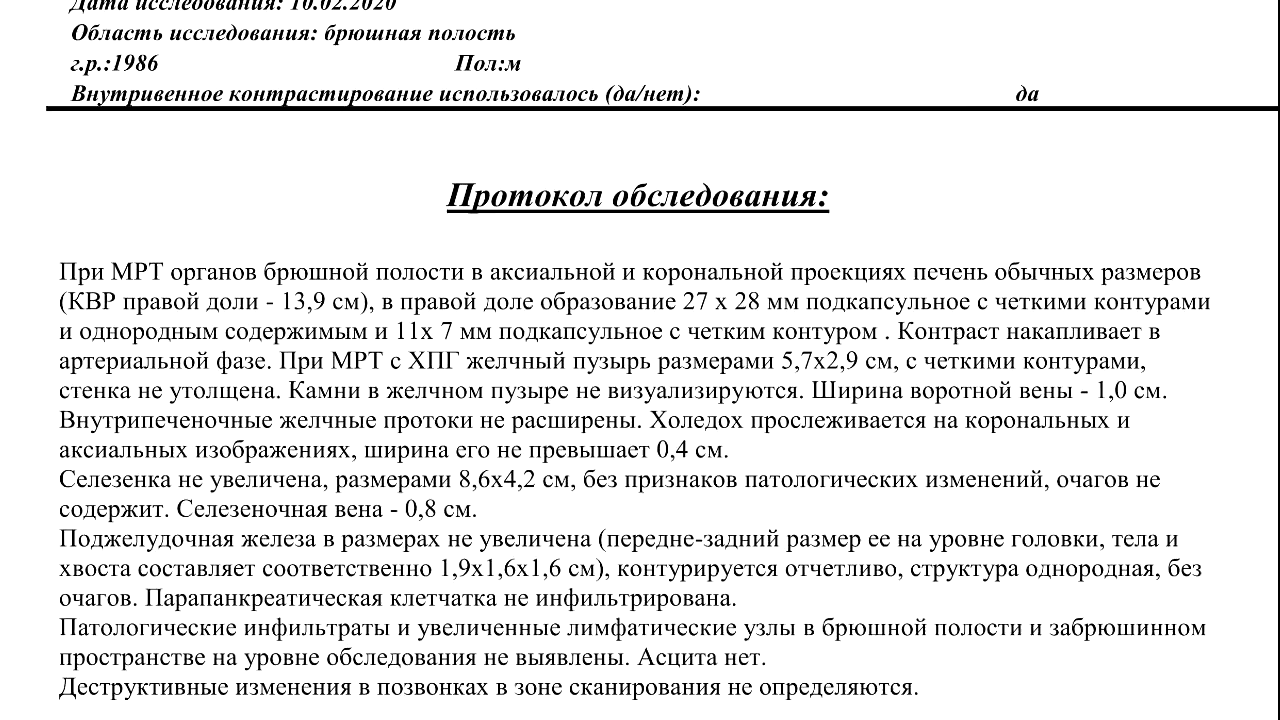 Дата исследования: 10.02.2020
Область исследования: брюшная полость
г.р.:1986 Пол:м
Внутривенное контрастирование использовалось (да/нет): да
Протокол обследования:
При МРТ органов брюшной полости в аксиальной и корональной проекциях печень обычных размеров
(КВР правой доли - 13,9 см), в правой доле образование 27 х 28 мм подкапсульное с четкими контурами
и однородным содержимым и 11х 7 мм подкапсульное с четким контуром . Контраст накапливает в
артериальной фазе. При МРТ с ХПГ желчный пузырь размерами 5,7х2,9 см, с четкими контурами,
стенка не утолщена. Камни в желчном пузыре не визуализируются. Ширина воротной вены - 1,0 см.
Внутрипеченочные желчные протоки не расширены. Холедох прослеживается на корональных и
аксиальных изображениях, ширина его не превышает 0,4 см.
Селезенка не увеличена, размерами 8,6х4,2 см, без признаков патологических изменений, очагов не
содержит. Селезеночная вена - 0,8 см.
Поджелудочная железа в размерах не увеличена (передне-задний размер ее на уровне головки, тела и
хвоста составляет соответственно 1,9х1,6х1,6 см), контурируется отчетливо, структура однородная, без
очагов. Парапанкреатическая клетчатка не инфильтрирована.
Патологические инфильтраты и увеличенные лимфатические узлы в брюшной полости и забрюшинном
пространстве на уровне обследования не выявлены. Асцита нет.
Деструктивные изменения в позвонках в зоне сканирования не определяются.